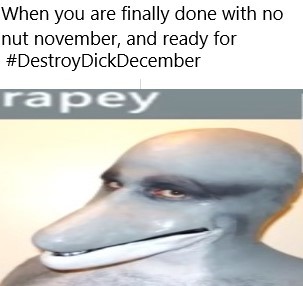 When you are finally done with no
nut november, and ready for
#DestroyDickDecember
rapey